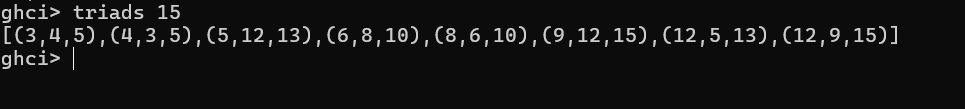 ghci> triads 15
[(3,4,5),(4,3,5),(5,12,13),(6,8,10),(8,6,10),(9,12,15),(12,5,13),(12,9,15)]
ghci>